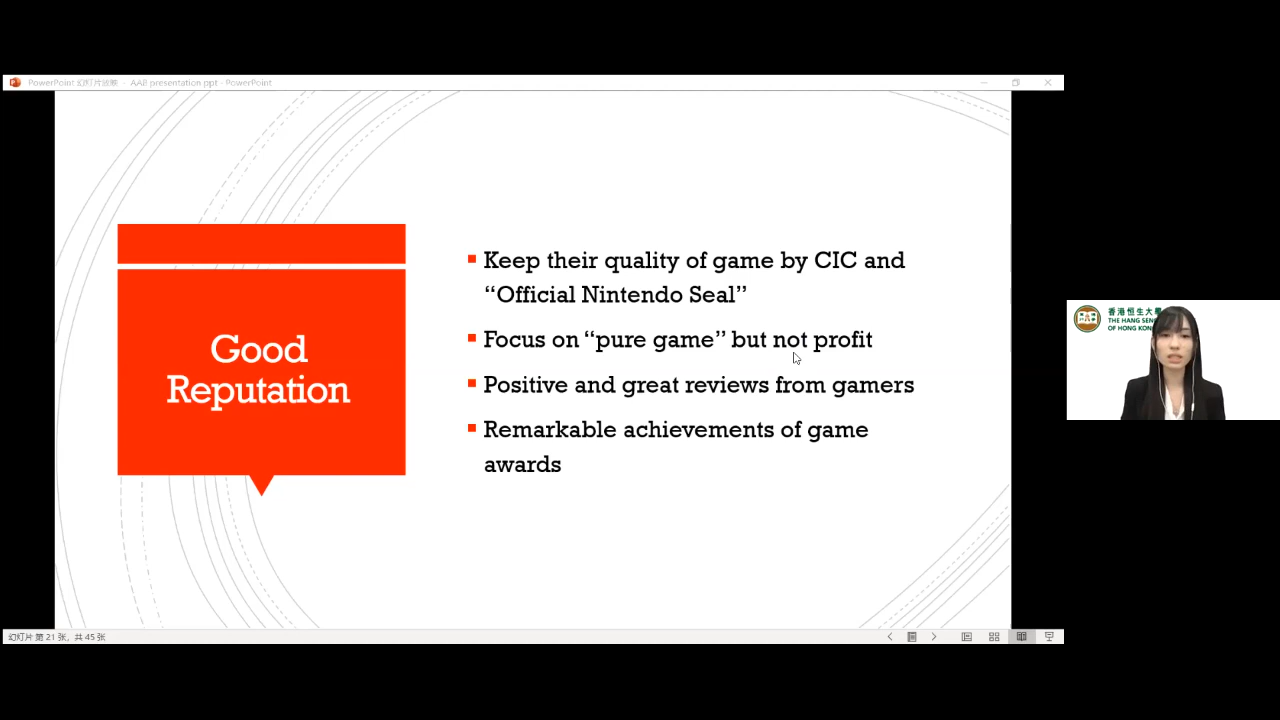 PowerPoint 幻灯片放映 - AAB presentation ppt - PowerPoint
Good
Reputation
Keep their quality of game by CIC and
“Official Nintendo Seal”
Focus on “pure game” but not profit
Positive and great reviews from gamers
Remarkable achievements of game
awards
香港恒生大學
THE HANG SENG
OF HONG KONG
幻灯片 第 21 张，共 45 张